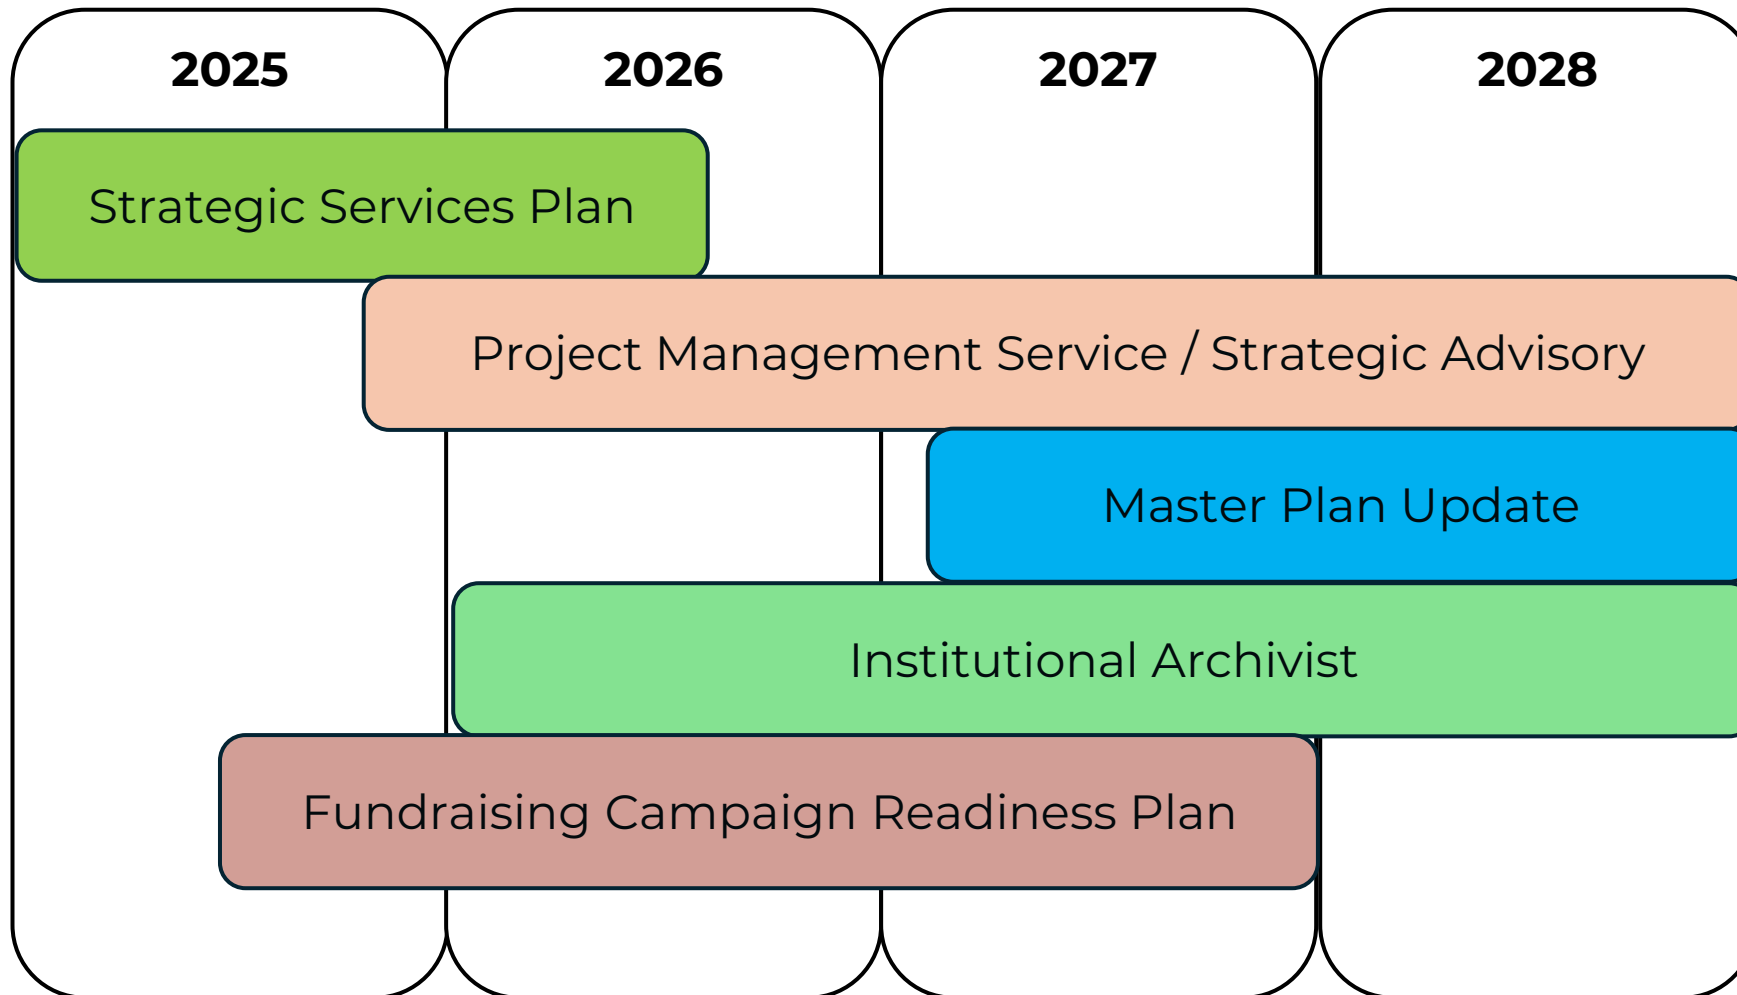 2025
2026
2027
2028
Strategic Services Plan
Project Management Service / Strategic Advisory
Master Plan Update
Institutional Archivist
Fundraising Campaign Readiness Plan